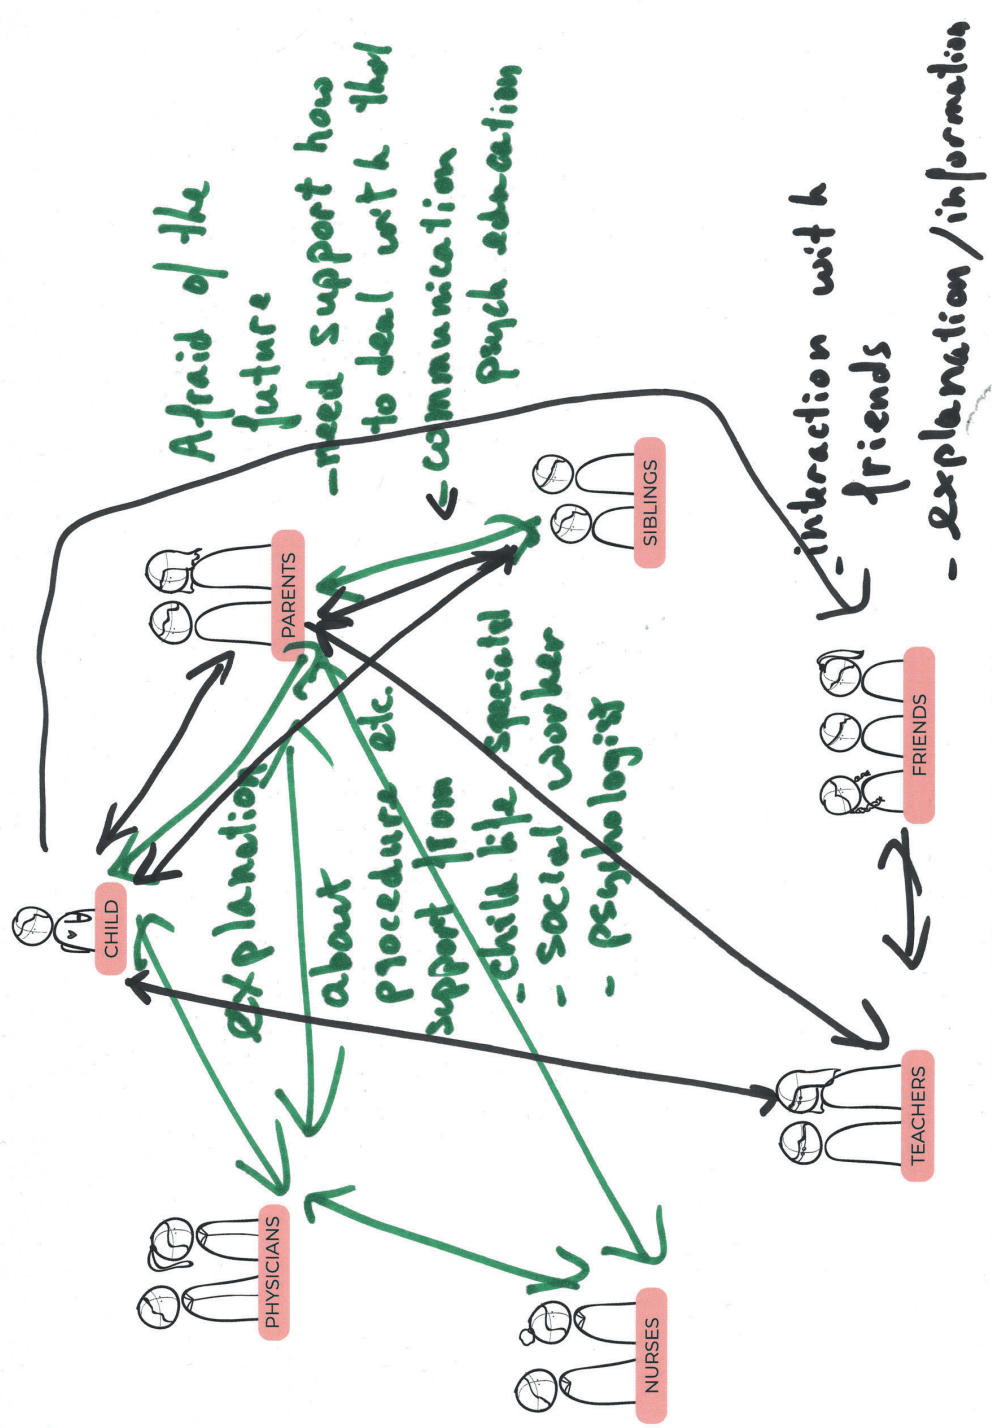 CHILD
PHYSICIANS
PARENTS
NURSES
SIBLINGS
TEACHERS
FRIENDS
Afraid of the
future
- need support how
to deal with that
- communication
psych education
explanation
about
procedure etc.
support from
- child life
- social worker
- psychologist
- interaction with
friends
- explanation/information